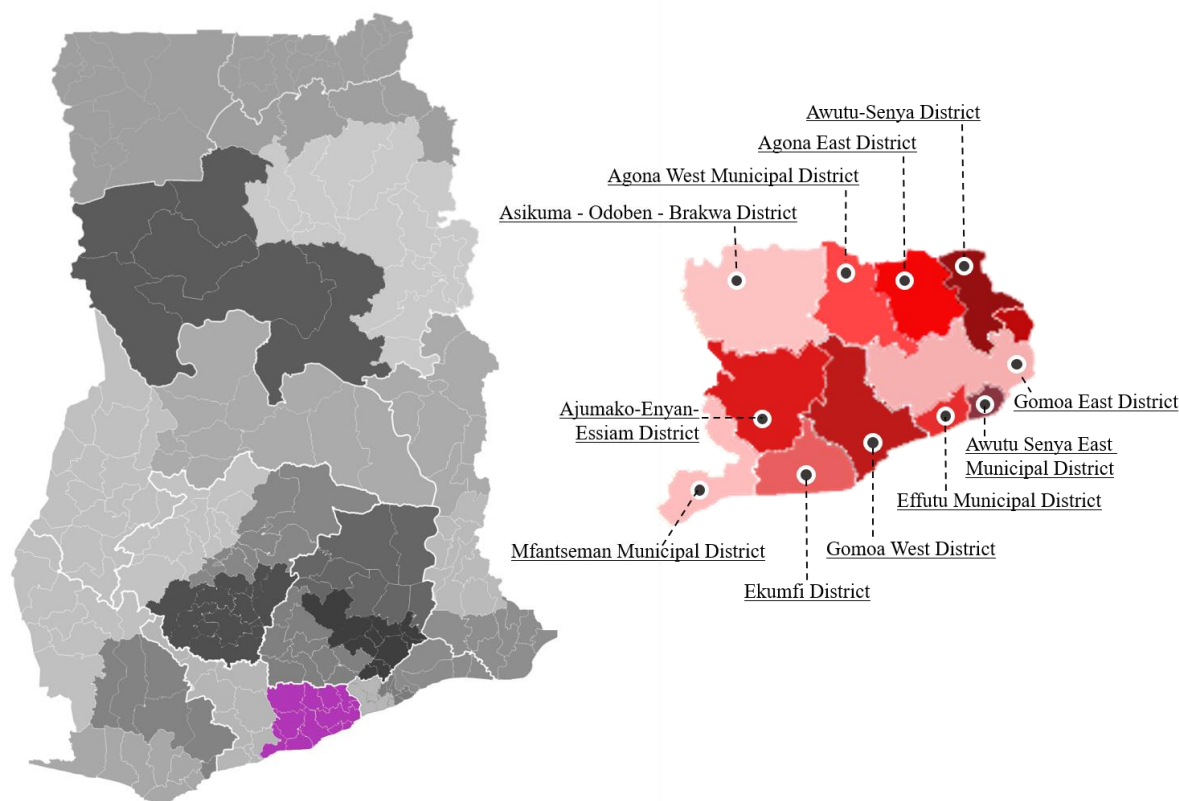 Awutu-Senya District
Agona East District
Agona West Municipal District
Asikuma - Odoben - Brakwa District
Ajumako-Enyan-
Essiam District
Gomoa East District
Awutu Senya East
Municipal District
Effutu Municipal District
Gomoa West District
Mfantseman Municipal District
Ekumfi District